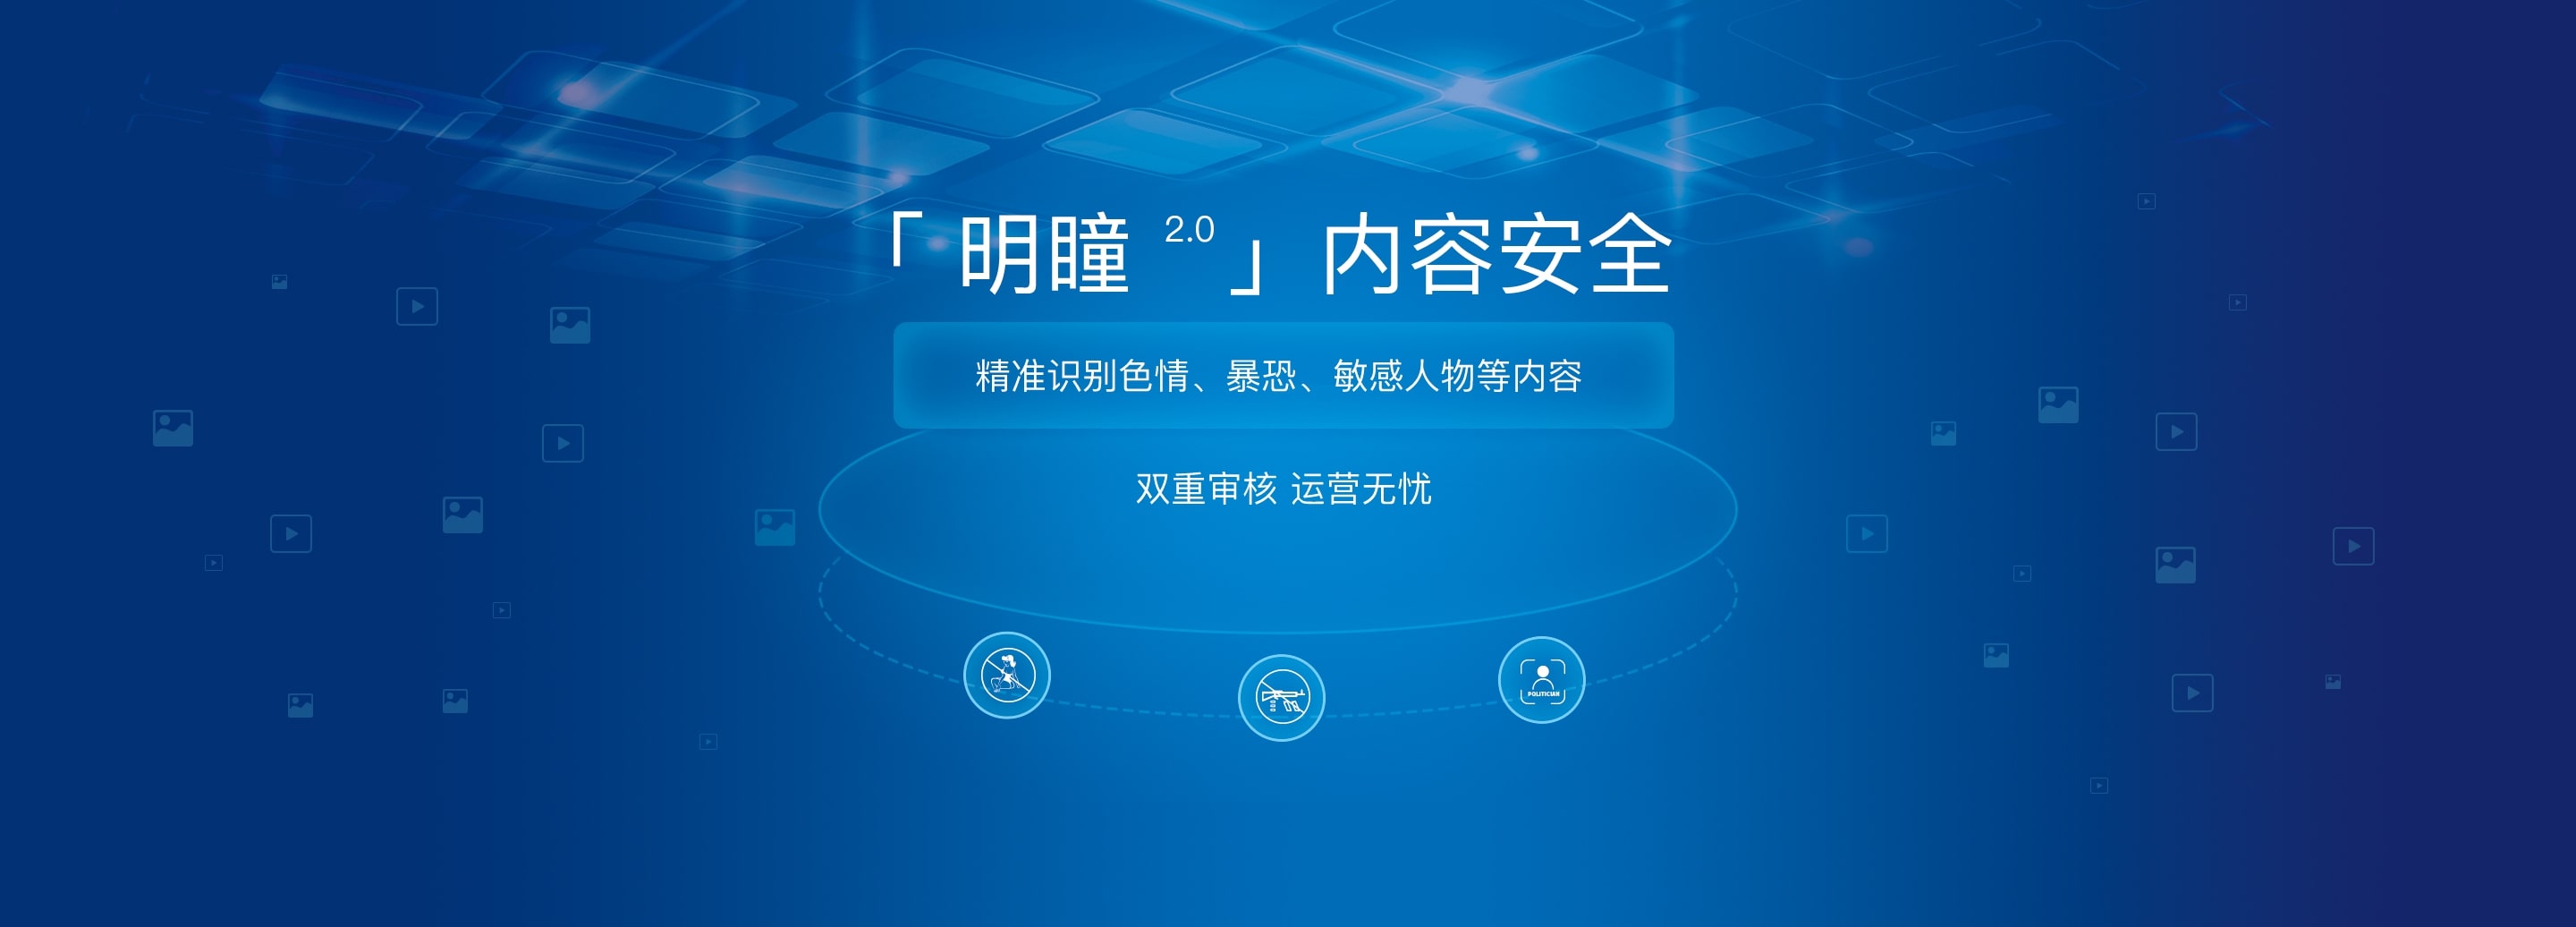 「 明瞳 2.0 」 内容安全
精准识别色情、暴恐、敏感人物等内容
双重审核 运营无忧
POLITICIAN